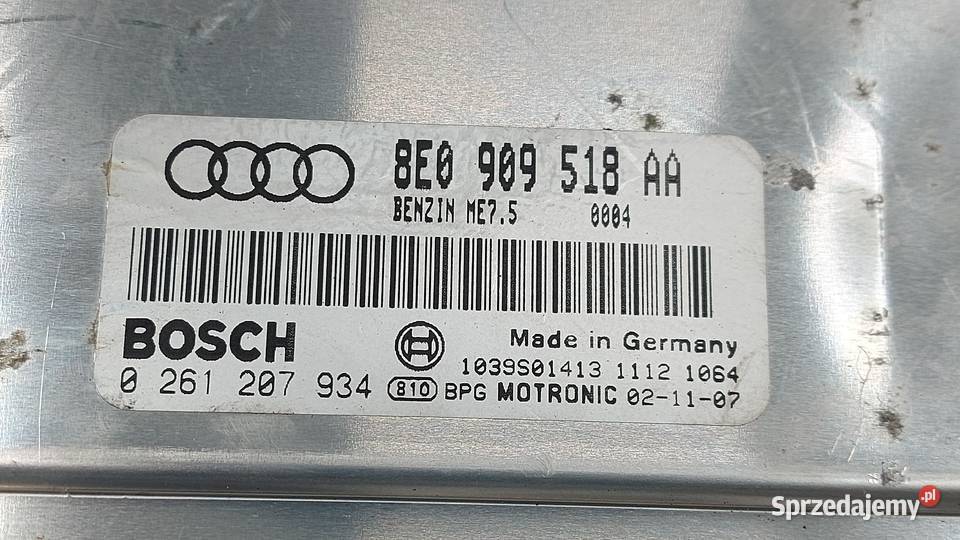 8E0 909 518 AA
BENZIN ME7.5 0004
BOSCH
Made in Germany
1039S01413 1112 1064
0 261 207 934 810 BPG MOTRONIC 02-11-07
Sprzedajemy.pl